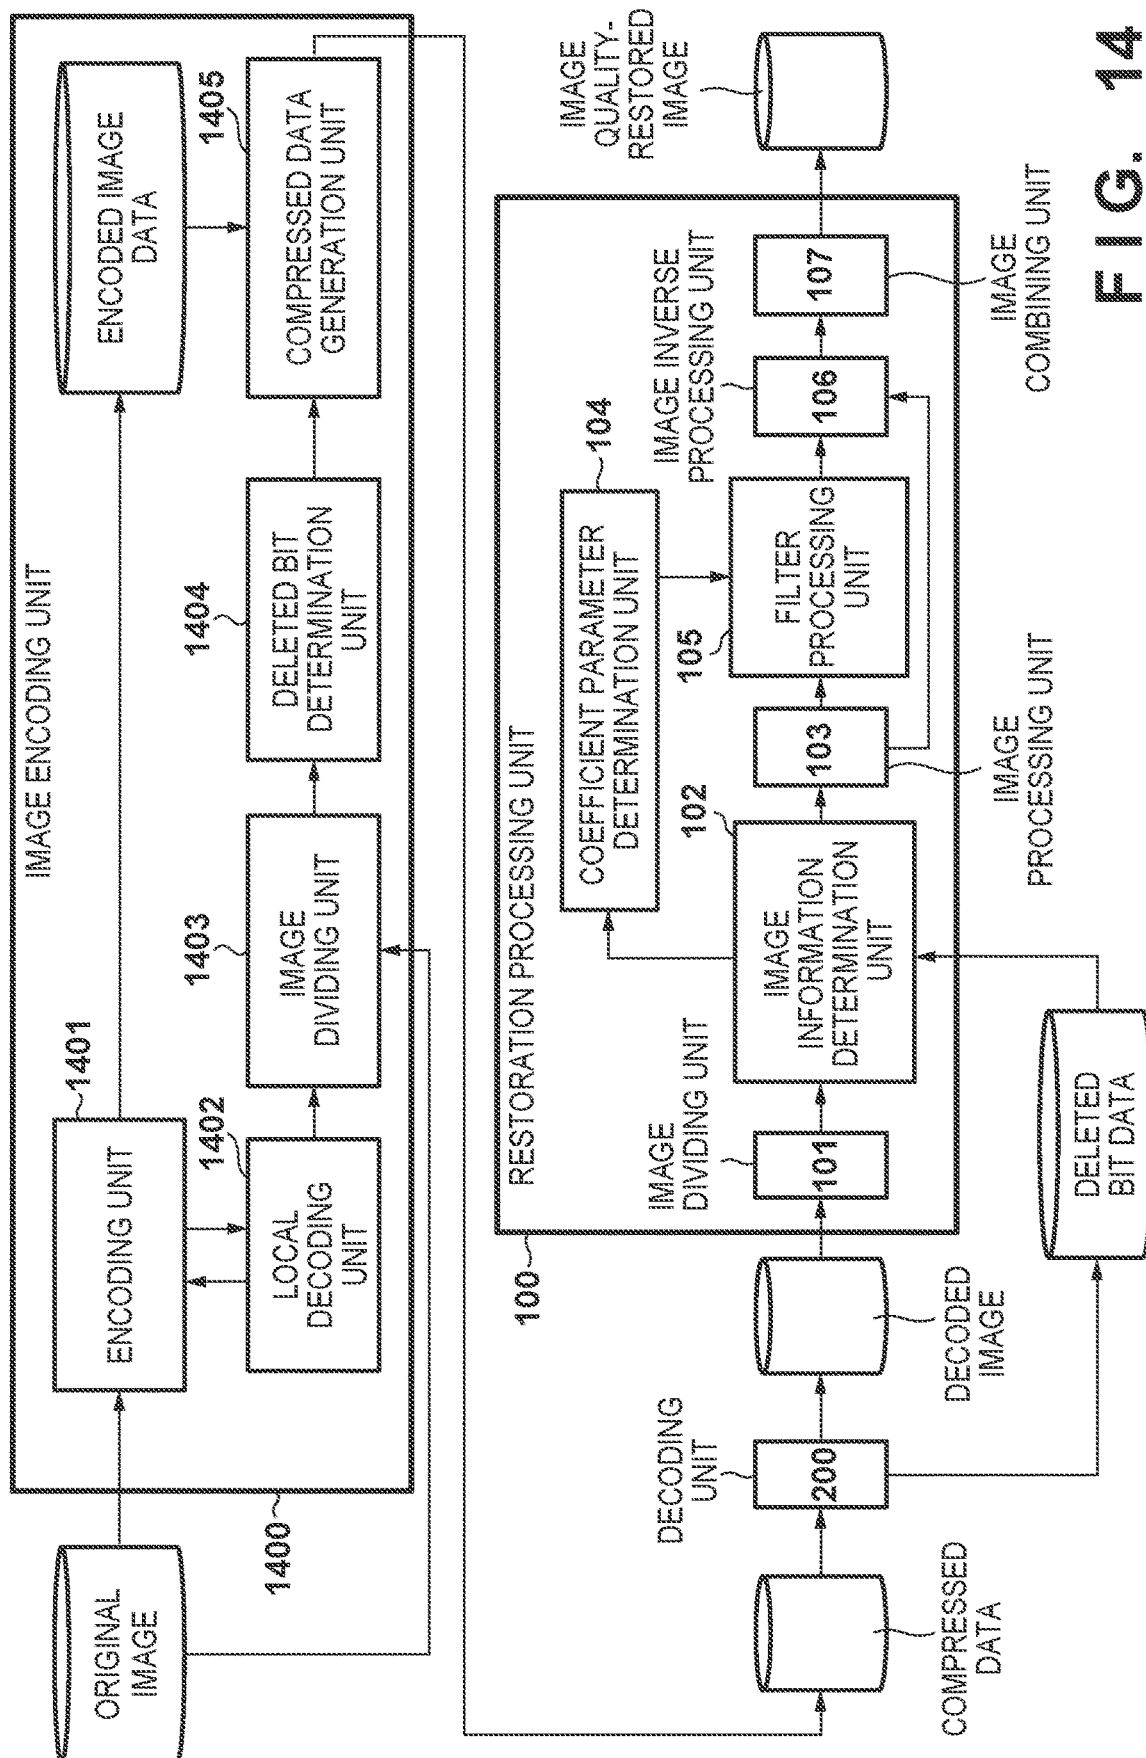 IMAGE ENCODING UNIT
ORIGINAL
IMAGE
1400
1401
ENCODING UNIT
ENCODED IMAGE
DATA
1402
LOCAL
DECODING
UNIT
1403
IMAGE
DIVIDING UNIT
1404
DELETED BIT
DETERMINATION
UNIT
1405
COMPRESSED DATA
GENERATION UNIT
RESTORATION PROCESSING UNIT
100
COMPRESSED
DATA
DECODING
UNIT
200
DECODED
IMAGE
IMAGE
DIVIDING UNIT
101
102
IMAGE
INFORMATION
DETERMINATION
UNIT
DELETED
BIT DATA
103
IMAGE
PROCESSING UNIT
104
COEFFICIENT PARAMETER
DETERMINATION UNIT
105
FILTER
PROCESSING
UNIT
IMAGE INVERSE
PROCESSING UNIT
106
107
IMAGE
COMBINING UNIT
IMAGE
QUALITY-
RESTORED
IMAGE
FIG. 14